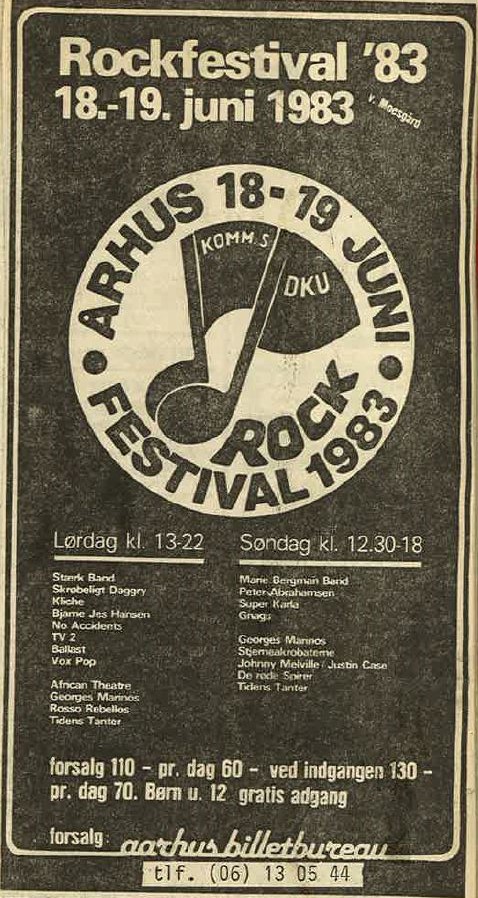 Rockfestival '83
18.-19. juni 1983
v. Moesgård
ÅRHUS 18-19 JUNI
KOMM.S
DKU
ROCK
FESTIVAL 1983
Lørdag kl. 13-22
Stærk Band
Skrøbeligt Daggry
Kliche
Bjarne Jes Hansen
No Accidents
TV 2
Ballast
Vox Pop
African Theatre
Georges Marinos
Rosso Rebellos
Tidens Tanter
Søndag kl. 12.30-18
Marie Bergman Band
Peter Abrahamsen
Super Karla
Gnags
Georges Marinos
Stjerneakrobaterne
Johnny Melville / Justin Case
De røde Spirer
Tidens Tanter
forsalg 110 - pr. dag 60 - ved indgangen 130 -
pr. dag 70. Børn u. 12 gratis adgang
forsalg: aarhus billetbureau
tlf. (06) 13 05 44